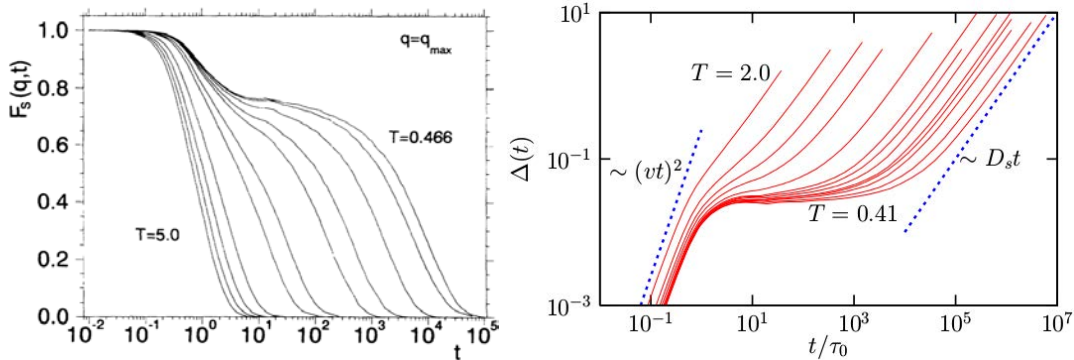 F_s(q,t)
1.0
0.8
0.6
0.4
0.2
0.0
q=q_max
T=0.466
T=5.0
10^-2 10^-1 10^0 10^1 10^2 10^3 10^4 10^5
t
Δ(t)
10^1
10^-1
10^-3
T = 2.0
~ (vt)^2
~ D_s t
T = 0.41
10^-1 10^1 10^3 10^5 10^7
t/τ_0